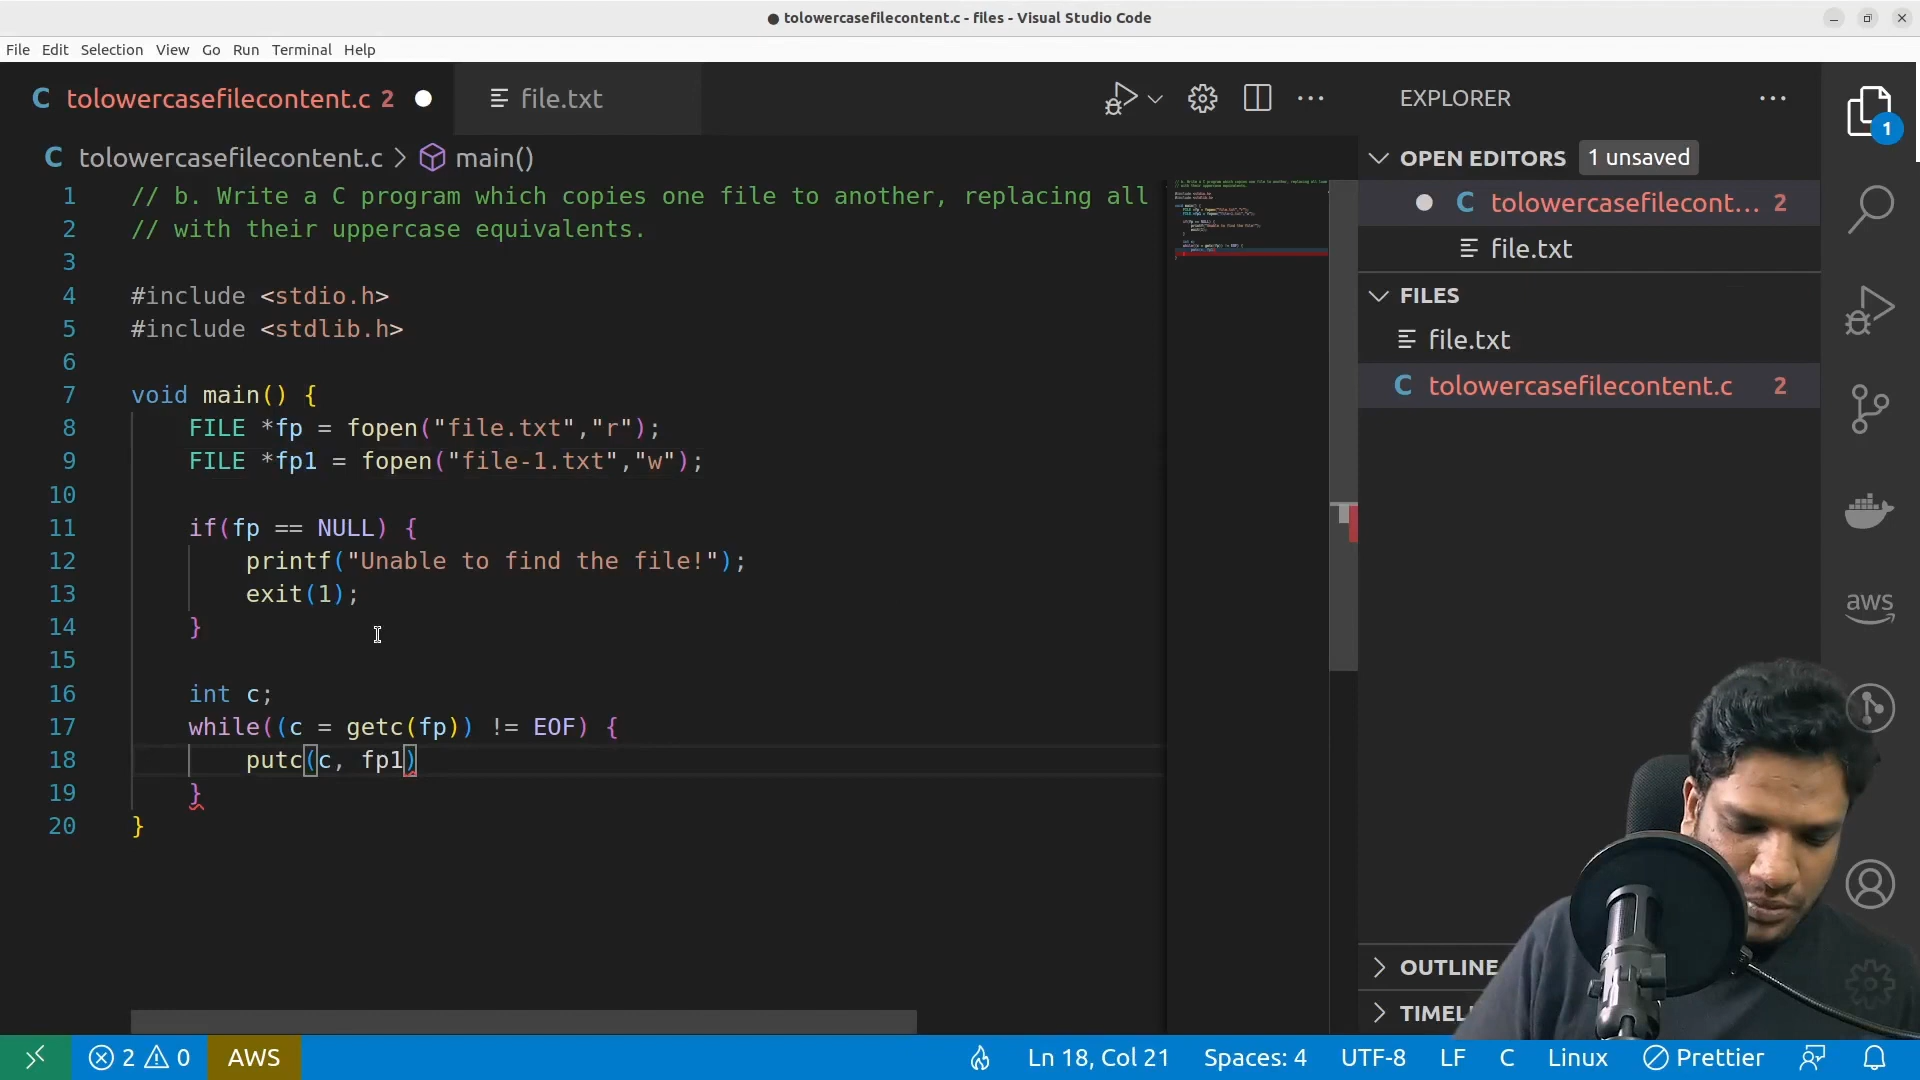 tolowercasefilecontent.c - files - Visual Studio Code
File Edit Selection View Go Run Terminal Help
C tolowercasefilecontent.c 2 file.txt
C tolowercasefilecontent.c > main()
1 // b. Write a C program which copies one file to another, replacing all
2 // with their uppercase equivalents.
3
4 #include <stdio.h>
5 #include <stdlib.h>
6
7 void main() {
8 FILE *fp = fopen("file.txt","r");
9 FILE *fp1 = fopen("file-1.txt","w");
10
11 if(fp == NULL) {
12 printf("Unable to find the file!");
13 exit(1);
14 }
15
16 int c;
17 while((c = getc(fp)) != EOF) {
18 putc(c, fp1)
19 }
20 }
EXPLORER
OPEN EDITORS 1 unsaved
C tolowercasefilecont... 2
file.txt
FILES
file.txt
C tolowercasefilecontent.c 2
OUTLINE
1
aws
2 0 AWS Ln 18, Col 21 Spaces: 4 UTF-8 LF C Linux Prettier